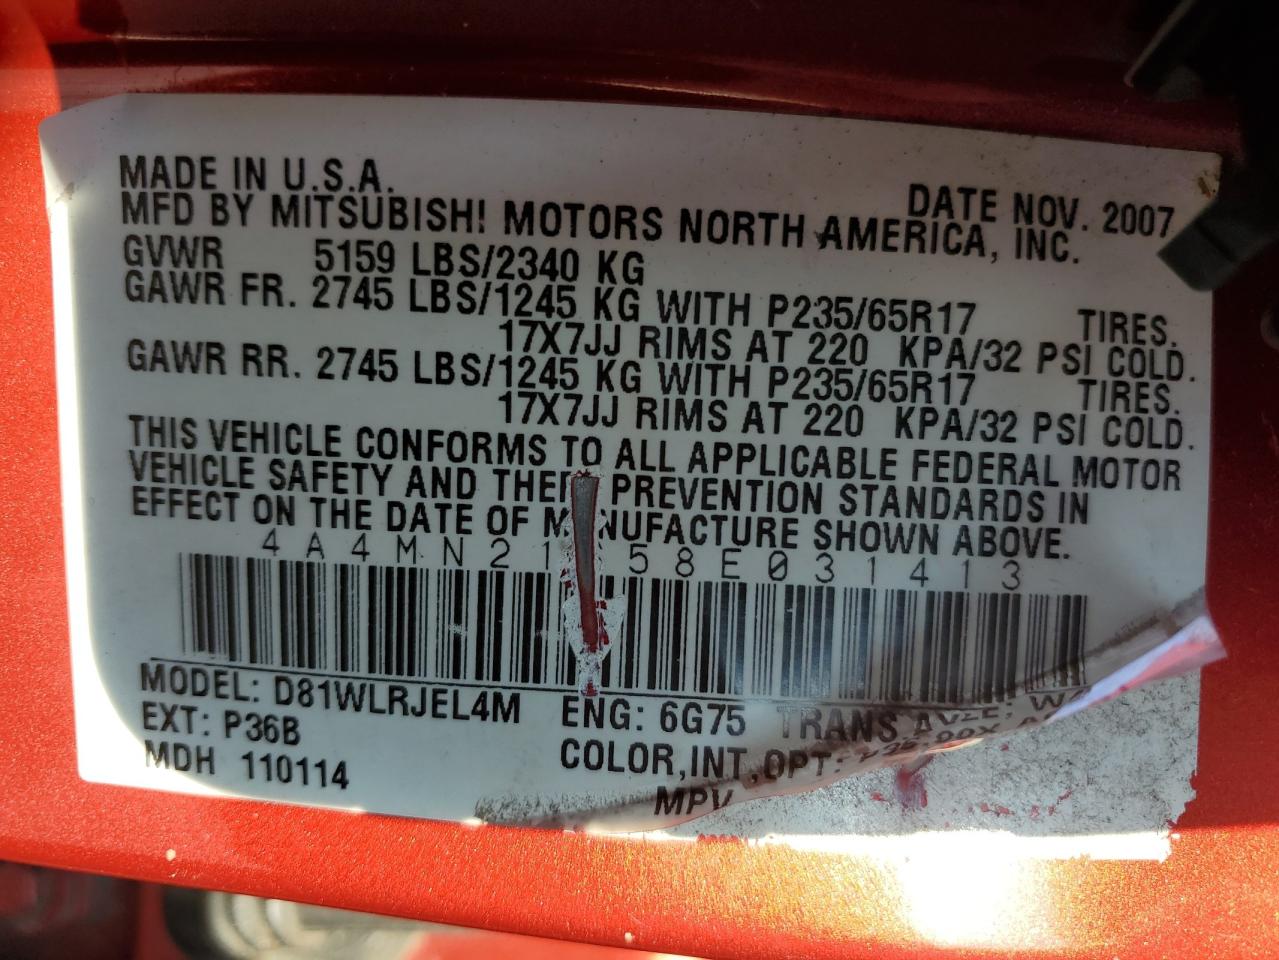 MADE IN U.S.A. DATE NOV. 2007
MFD BY MITSUBISHI MOTORS NORTH AMERICA, INC.
GVWR 5159 LBS/2340 KG
GAWR FR. 2745 LBS/1245 KG WITH P235/65R17 TIRES.
17X7JJ RIMS AT 220 KPA/32 PSI COLD.
GAWR RR. 2745 LBS/1245 KG WITH P235/65R17 TIRES.
17X7JJ RIMS AT 220 KPA/32 PSI COLD.
THIS VEHICLE CONFORMS TO ALL APPLICABLE FEDERAL MOTOR
VEHICLE SAFETY AND THEFT PREVENTION STANDARDS IN
EFFECT ON THE DATE OF MANUFACTURE SHOWN ABOVE.
4A4MN21 58E031413
MODEL: D81WLRJEL4M ENG: 6G75 TRANS
EXT: P36B COLOR,INT,OPT:
MDH 110114 MPV